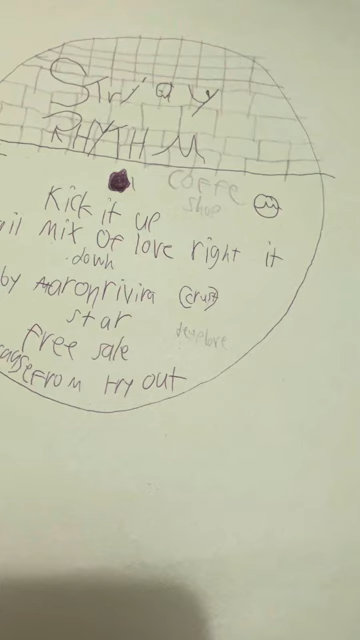 Stray
RHYTHM
COFFE
shop
Kick it up
mix of love right it
down
by Aaronrivira (crust)
star
free sale
from try out